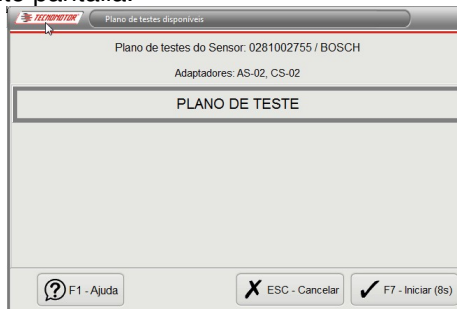 pantalla.
TECNOMOTOR Plano de testes disponíveis
Plano de testes do Sensor: 0281002755 / BOSCH
Adaptadores: AS-02, CS-02
PLANO DE TESTE
F1 - Ajuda
ESC - Cancelar
F7 - Iniciar (8s)